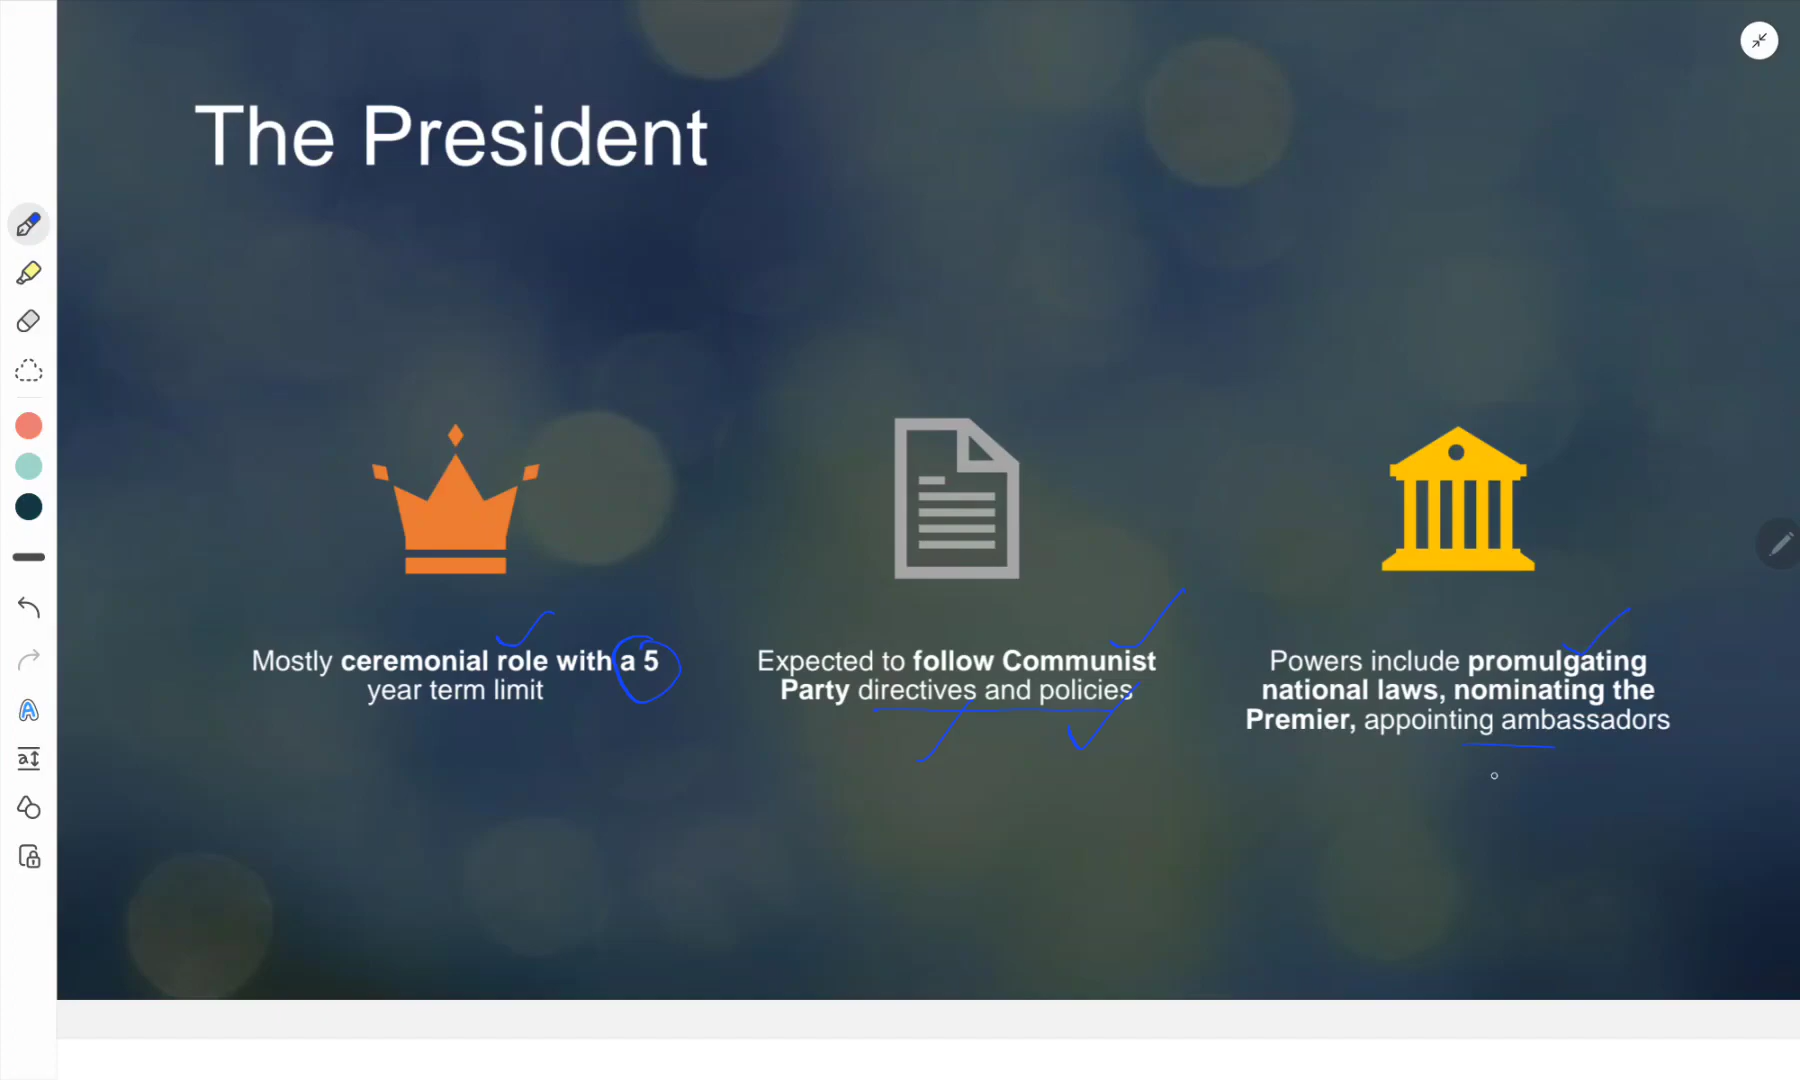 The President
Mostly ceremonial role with a 5
year term limit
Expected to follow Communist
Party directives and policies
Powers include promulgating
national laws, nominating the
Premier, appointing ambassadors